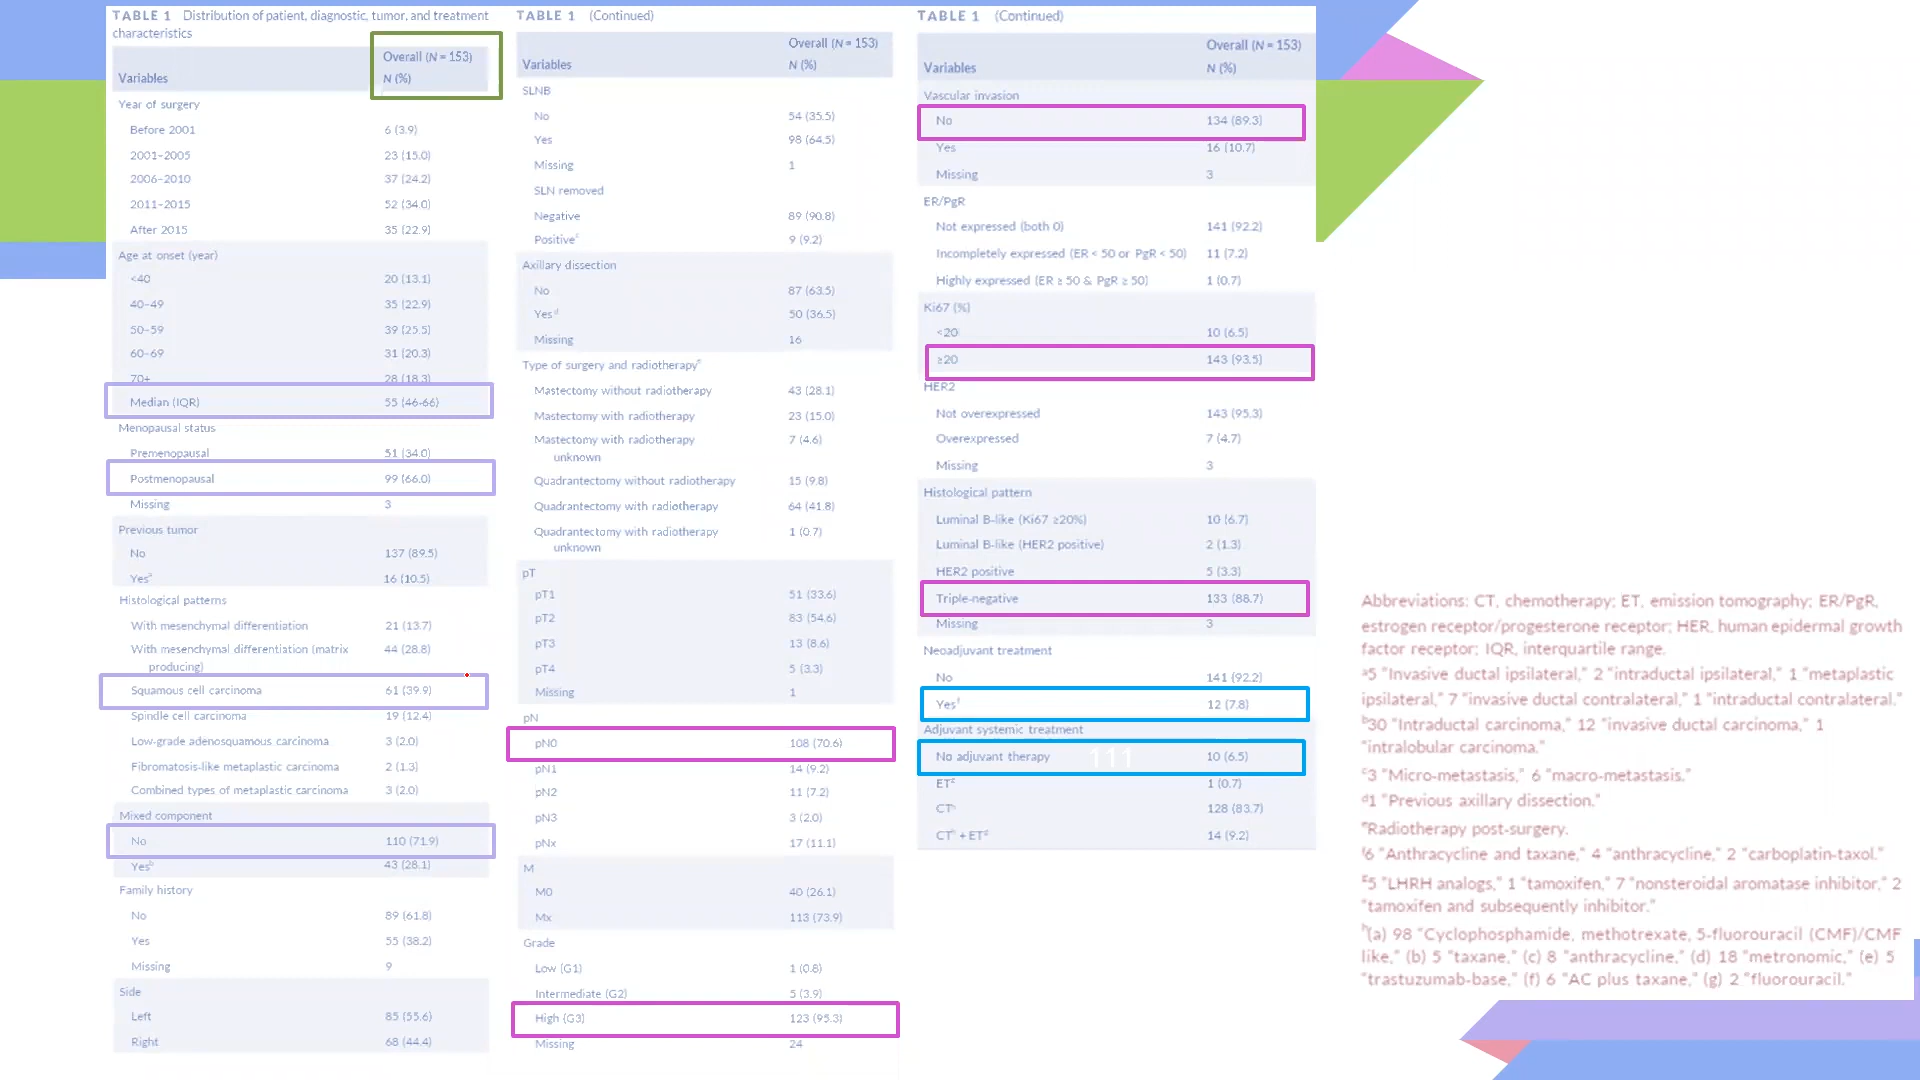 TABLE 1 Distribution of patient, diagnostic, tumor, and treatment
characteristics
Variables Overall (N = 153)
N (%)
Year of surgery
Before 2001 6 (3.9)
2001–2005 23 (15.0)
2006–2010 37 (24.2)
2011–2015 52 (34.0)
After 2015 35 (22.9)
Age at onset (year)
<40 20 (13.1)
40–49 35 (22.9)
50–59 39 (25.5)
60–69 31 (20.3)
70+ 28 (18.3)
Median (IQR) 55 (46-66)
Menopausal status
Premenopausal 51 (34.0)
Postmenopausal 99 (66.0)
Missing 3
Previous tumor
No 137 (89.5)
Yesᵃ 16 (10.5)
Histological patterns
With mesenchymal differentiation 21 (13.7)
With mesenchymal differentiation (matrix 44 (28.8)
producing)
Squamous cell carcinoma 61 (39.9)
Spindle cell carcinoma 19 (12.4)
Low-grade adenosquamous carcinoma 3 (2.0)
Fibromatosis-like metaplastic carcinoma 2 (1.3)
Combined types of metaplastic carcinoma 3 (2.0)
Mixed component
No 110 (71.9)
Yesᵇ 43 (28.1)
Family history
No 89 (61.8)
Yes 55 (38.2)
Missing 9
Side
Left 85 (55.6)
Right 68 (44.4)
TABLE 1 (Continued)
Variables Overall (N = 153)
N (%)
SLNB
No 54 (35.5)
Yes 98 (64.5)
Missing 1
SLN removed
Negative 89 (90.8)
Positiveᶜ 9 (9.2)
Axillary dissection
No 87 (63.5)
Yesᵈ 50 (36.5)
Missing 16
Type of surgery and radiotherapyᵉ
Mastectomy without radiotherapy 43 (28.1)
Mastectomy with radiotherapy 23 (15.0)
Mastectomy with radiotherapy 7 (4.6)
unknown
Quadrantectomy without radiotherapy 15 (9.8)
Quadrantectomy with radiotherapy 64 (41.8)
Quadrantectomy with radiotherapy 1 (0.7)
unknown
pT
pT1 51 (33.6)
pT2 83 (54.6)
pT3 13 (8.6)
pT4 5 (3.3)
Missing 1
pN
pN0 108 (70.6)
pN1 14 (9.2)
pN2 11 (7.2)
pN3 3 (2.0)
pNx 17 (11.1)
M
M0 40 (26.1)
Mx 113 (73.9)
Grade
Low (G1) 1 (0.8)
Intermediate (G2) 5 (3.9)
High (G3) 123 (95.3)
Missing 24
TABLE 1 (Continued)
Variables Overall (N = 153)
N (%)
Vascular invasion
No 134 (89.3)
Yes 16 (10.7)
Missing 3
ER/PgR
Not expressed (both 0) 141 (92.2)
Incompletely expressed (ER < 50 or PgR < 50) 11 (7.2)
Highly expressed (ER ≥ 50 & PgR ≥ 50) 1 (0.7)
Ki67 (%)
<20 10 (6.5)
≥20 143 (93.5)
HER2
Not overexpressed 143 (95.3)
Overexpressed 7 (4.7)
Missing 3
Histological pattern
Luminal B-like (Ki67 ≥20%) 10 (6.7)
Luminal B-like (HER2 positive) 2 (1.3)
HER2 positive 5 (3.3)
Triple-negative 133 (88.7)
Missing 3
Neoadjuvant treatment
No 141 (92.2)
Yesᶠ 12 (7.8)
Adjuvant systemic treatment
No adjuvant therapy 111 10 (6.5)
ETᵍ 1 (0.7)
CTʰ 128 (83.7)
CTʰ + ETᵍ 14 (9.2)
Abbreviations: CT, chemotherapy; ET, emission tomography; ER/PgR,
estrogen receptor/progesterone receptor; HER, human epidermal growth
factor receptor; IQR, interquartile range.
ᵃ5 "Invasive ductal ipsilateral," 2 "intraductal ipsilateral," 1 "metaplastic
ipsilateral," 7 "invasive ductal contralateral," 1 "intraductal contralateral."
ᵇ30 "Intraductal carcinoma," 12 "invasive ductal carcinoma," 1
"intralobular carcinoma."
ᶜ3 "Micro-metastasis," 6 "macro-metastasis."
ᵈ1 "Previous axillary dissection."
ᵉRadiotherapy post-surgery.
ᶠ6 "Anthracycline and taxane," 4 "anthracycline," 2 "carboplatin-taxol."
ᵍ5 "LHRH analogs," 1 "tamoxifen," 7 "nonsteroidal aromatase inhibitor," 2
"tamoxifen and subsequently inhibitor."
ʰ(a) 98 "Cyclophosphamide, methotrexate, 5-fluorouracil (CMF)/CMF
like," (b) 5 "taxane," (c) 8 "anthracycline," (d) 18 "metronomic," (e) 5
"trastuzumab-base," (f) 6 "AC plus taxane," (g) 2 "fluorouracil."